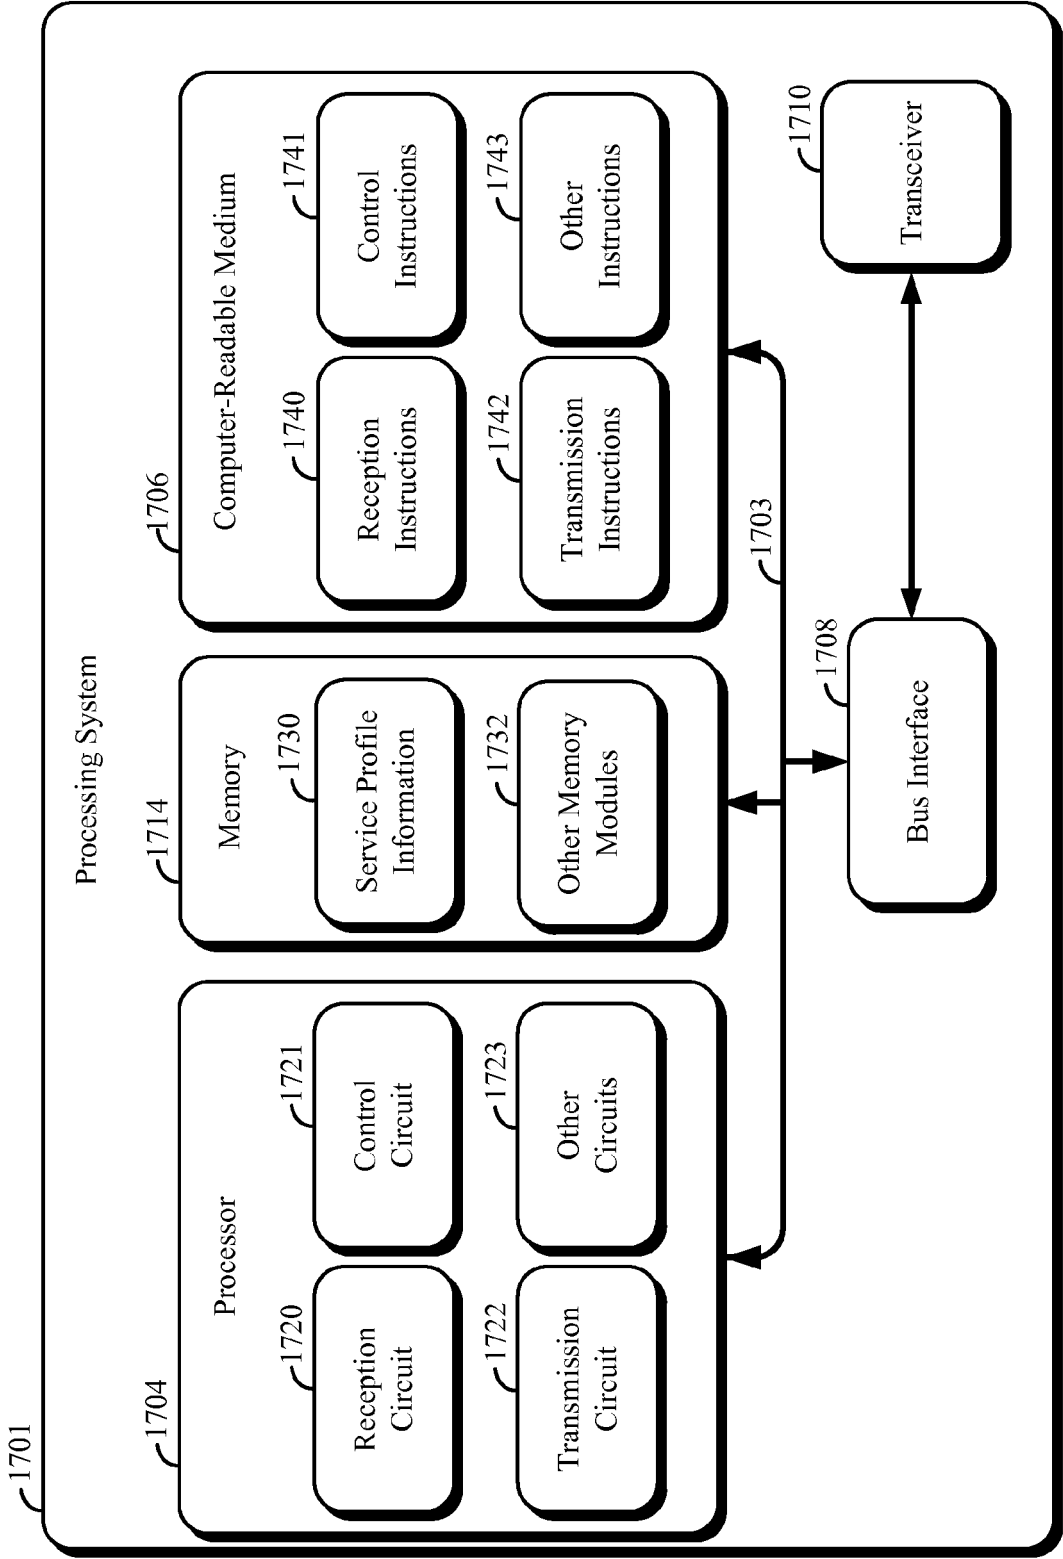 1701
Processing System
1704
Processor
1720
Reception
Circuit
1721
Control
Circuit
1722
Transmission
Circuit
1723
Other
Circuits
1714
Memory
1730
Service Profile
Information
1732
Other Memory
Modules
1706
Computer-Readable Medium
1740
Reception
Instructions
1741
Control
Instructions
1742
Transmission
Instructions
1743
Other
Instructions
1703
1708
Bus Interface
1710
Transceiver